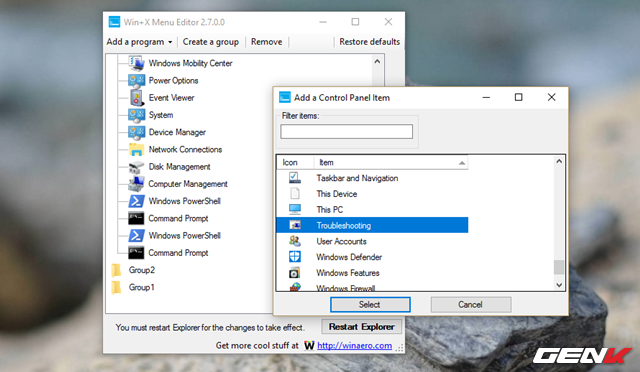 Win+X Menu Editor 2.7.0.0
Add a program
Create a group
Remove
Restore defaults
Windows Mobility Center
Power Options
Event Viewer
System
Device Manager
Network Connections
Disk Management
Computer Management
Windows PowerShell
Command Prompt
Windows PowerShell
Command Prompt
Group2
Group1
You must restart Explorer for the changes to take effect.
Restart Explorer
Get more cool stuff at W http://winaero.com
Add a Control Panel Item
Filter items:
Icon Item
Taskbar and Navigation
This Device
This PC
Troubleshooting
User Accounts
Windows Defender
Windows Features
Windows Firewall
Select
Cancel
GENK